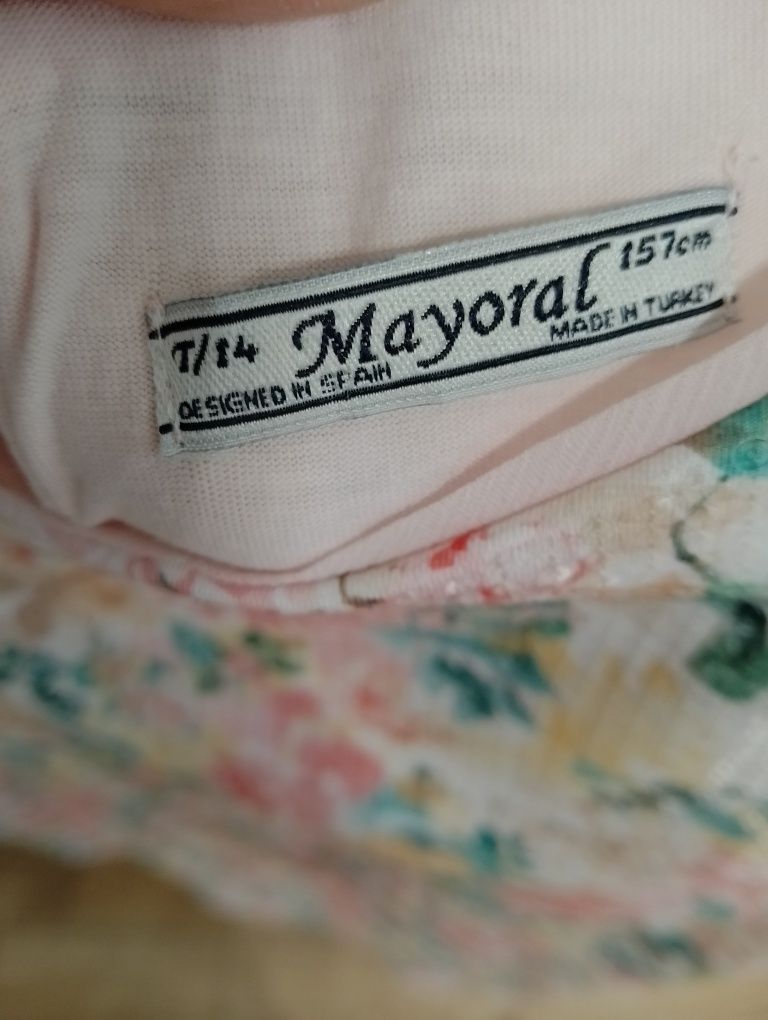 T/14 Mayoral 157cm
DESIGNED IN SPAIN MADE IN TURKEY